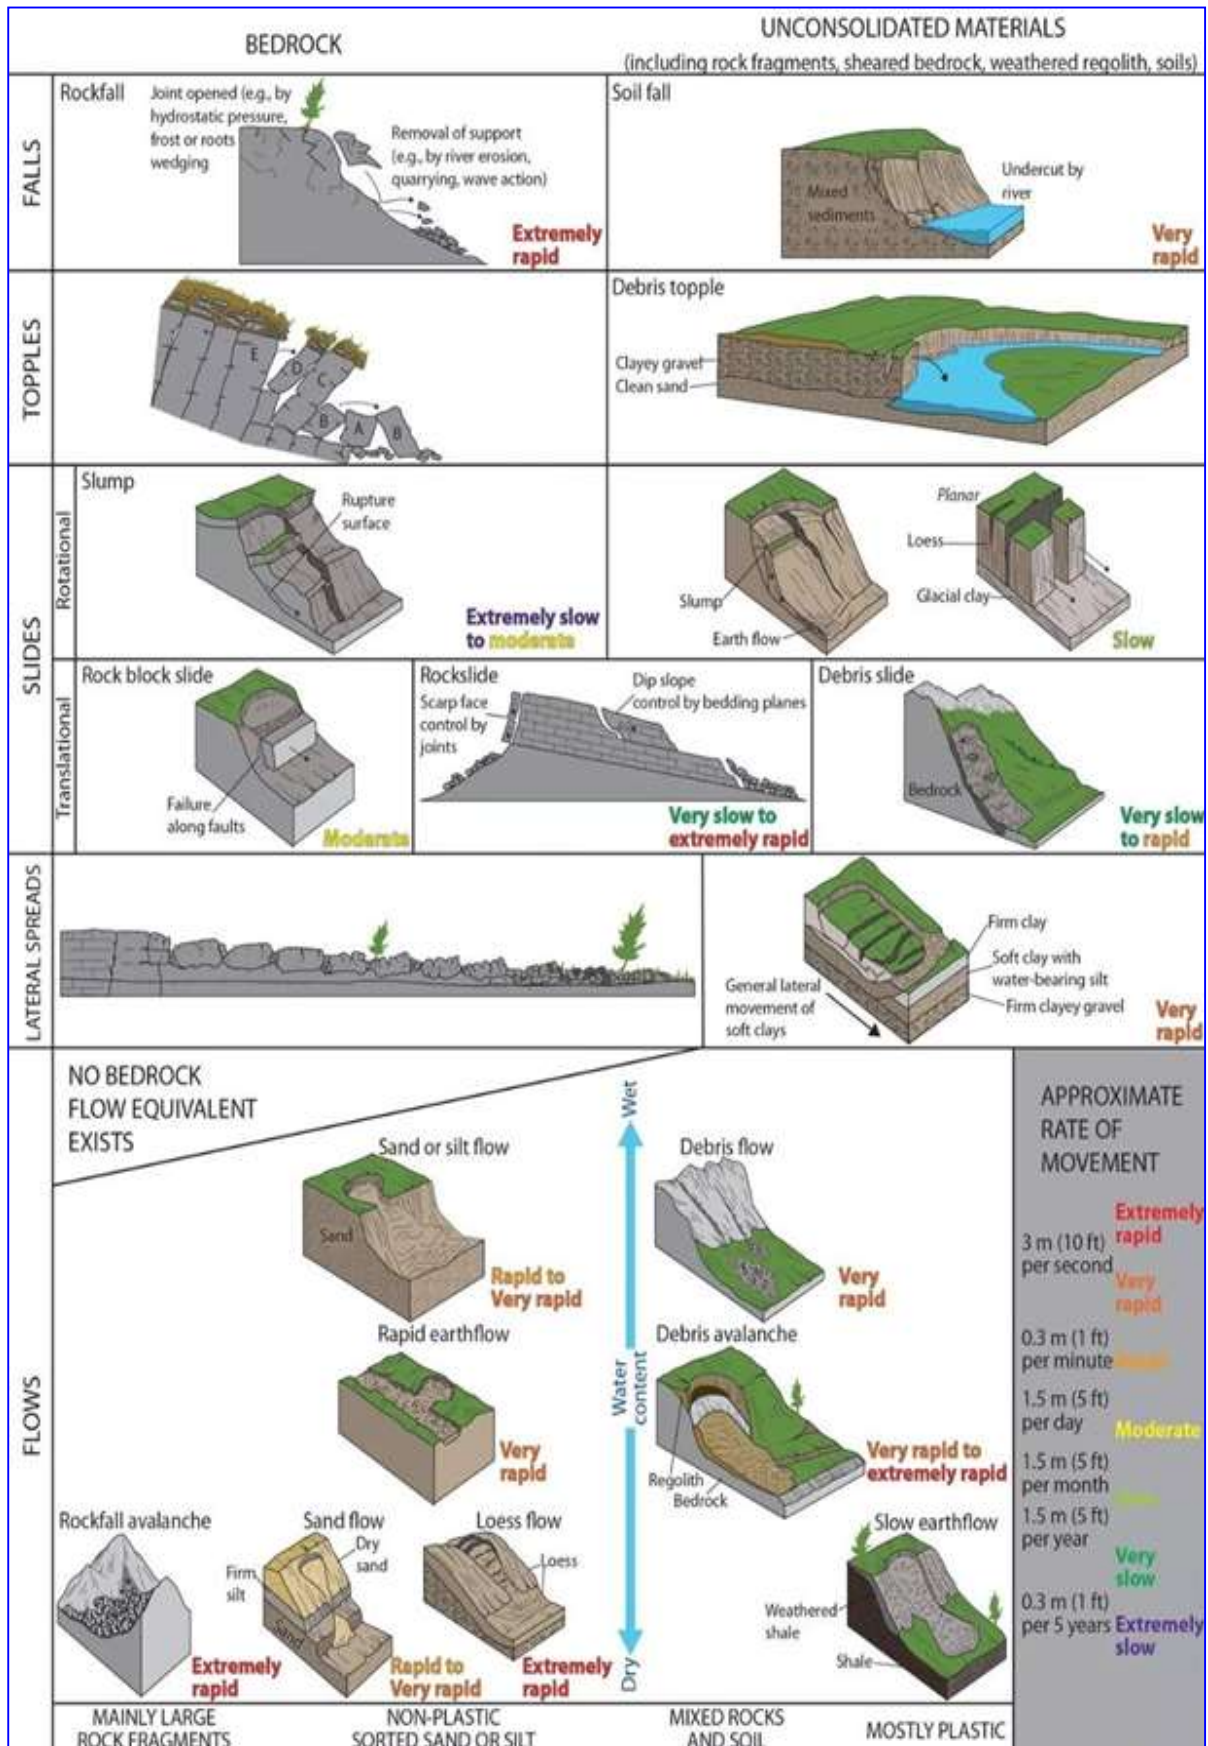 BEDROCK
UNCONSOLIDATED MATERIALS
(including rock fragments, sheared bedrock, weathered regolith, soils)
FALLS
Rockfall
Joint opened (e.g., by
hydrostatic pressure,
frost or roots
wedging
Removal of support
(e.g., by river erosion,
quarrying, wave action)
Extremely
rapid
Soil fall
Mixed
sediments
Undercut by
river
Very
rapid
TOPPLES
E
D
C
B
A
B
Debris topple
Clayey gravel
Clean sand
SLIDES
Rotational
Slump
Rupture
surface
Extremely slow
to moderate
Slump
Earth flow
Planar
Loess
Glacial clay
Slow
Translational
Rock block slide
Failure
along faults
Moderate
Rockslide
Scarp face
control by
joints
Dip slope
control by bedding planes
Very slow to
extremely rapid
Debris slide
Bedrock
Very slow
to rapid
LATERAL SPREADS
General lateral
movement of
soft clays
Firm clay
Soft clay with
water-bearing silt
Firm clayey gravel
Very
rapid
FLOWS
NO BEDROCK
FLOW EQUIVALENT
EXISTS
Sand or silt flow
Sand
Rapid to
Very rapid
Rapid earthflow
Very
rapid
Rockfall avalanche
Extremely
rapid
Sand flow
Firm
silt
Dry
sand
Sand
Rapid to
Very rapid
Loess flow
Loess
Extremely
rapid
Wet
Water
content
Dry
Debris flow
Very
rapid
Debris avalanche
Regolith
Bedrock
Very rapid to
extremely rapid
Slow earthflow
Weathered
shale
Shale
APPROXIMATE
RATE OF
MOVEMENT
Extremely
rapid
3 m (10 ft)
per second
Very
rapid
0.3 m (1 ft)
per minute
Rapid
1.5 m (5 ft)
per day
Moderate
1.5 m (5 ft)
per month
Slow
1.5 m (5 ft)
per year
Very
slow
0.3 m (1 ft)
per 5 years
Extremely
slow
MAINLY LARGE
ROCK FRAGMENTS
NON-PLASTIC
SORTED SAND OR SILT
MIXED ROCKS
AND SOIL
MOSTLY PLASTIC